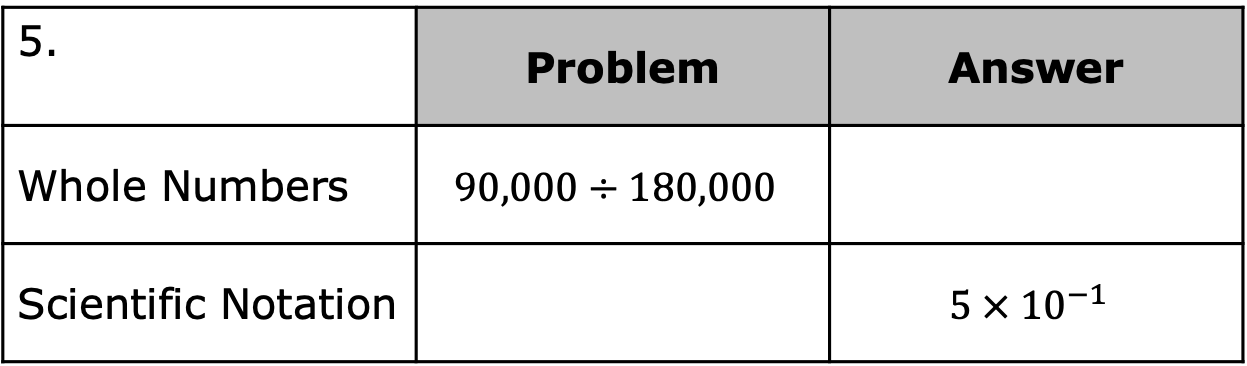 5.
Problem
Answer
Whole Numbers
90,000 ÷ 180,000
Scientific Notation
5 × 10⁻¹